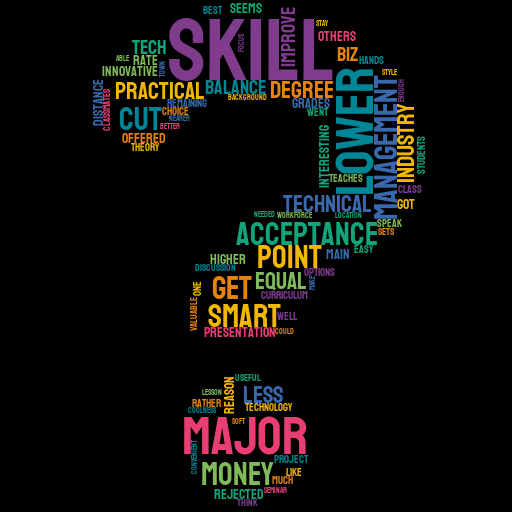 BEST
SEEMS
SKILL
FOCUS
IMPROVE
STAY
OTHERS
TECH
BIZ
HANDS
ABLE
RATE
TOWN
INNOVATIVE
STYLE
DISTANCE
CLASSMATES
PRACTICAL
BALANCE
BACKGROUND
DEGREE
LOWER
MANAGEMENT
ENOUGH
REMAINING
GRADES
CUT
CHOICE
WENT
INDUSTRY
NEARER
BETTER
OFFERED
THEORY
INTERESTING
STUDENTS
TEACHES
CLASS
TECHNICAL
GOT
NEEDED
WORKFORCE
LOCATION
SPEAK
ACCEPTANCE
SETS
POINT
MAIN
EASY
HIGHER
DISCUSSION
OPTIONS
GET
EQUAL
MAKE
ONE
CURRICULUM
VALUABLE
SMART
WELL
PRESENTATION
COULD
USEFUL
REASON
LESSON
LESS
RATHER
TECHNOLOGY
COOLNESS
SOFT
MAJOR
CONVENIENT
PROJECT
MONEY
LIKE
MUCH
REJECTED
SEMINAR
THINK